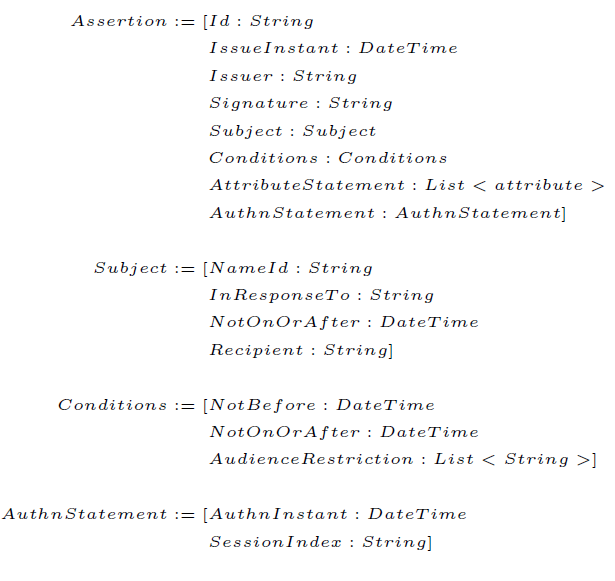 Assertion := [Id : String
IssueInstant : DateTime
Issuer : String
Signature : String
Subject : Subject
Conditions : Conditions
AttributeStatement : List < attribute >
AuthnStatement : AuthnStatement]
Subject := [NameId : String
InResponseTo : String
NotOnOrAfter : DateTime
Recipient : String]
Conditions := [NotBefore : DateTime
NotOnOrAfter : DateTime
AudienceRestriction : List < String >]
AuthnStatement := [AuthnInstant : DateTime
SessionIndex : String]